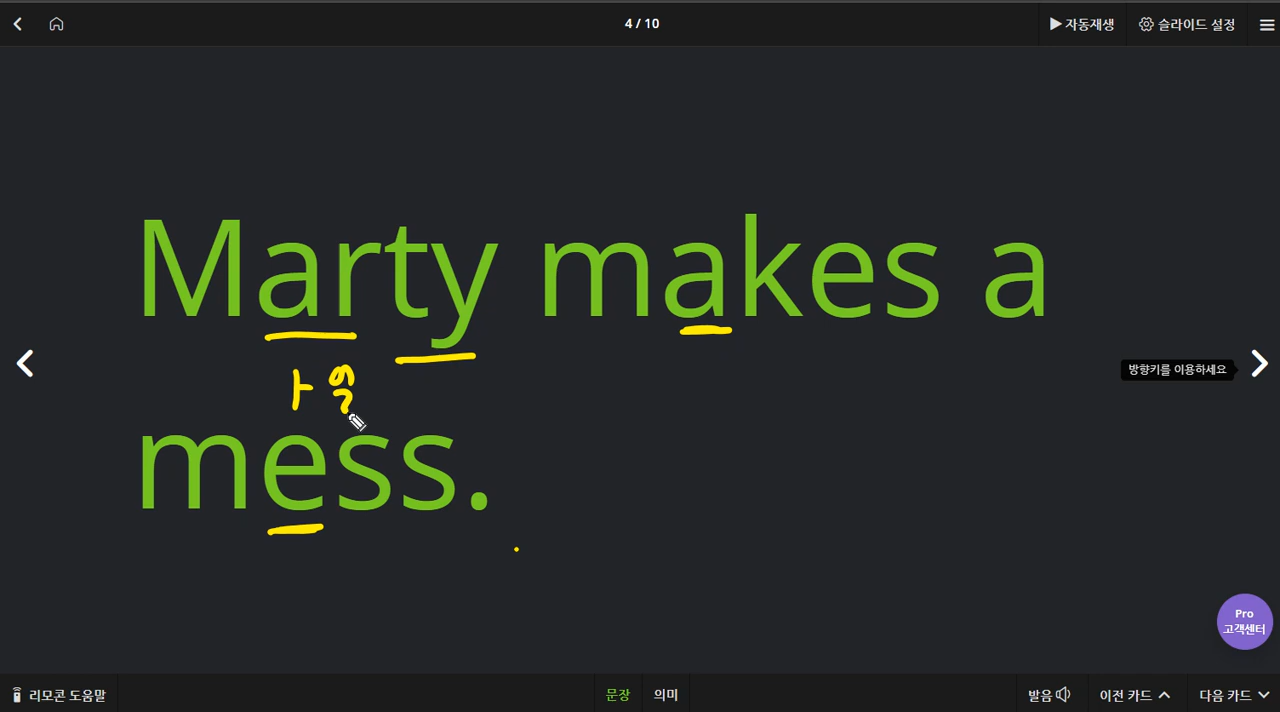 4 / 10
자동재생
슬라이드 설정
Marty makes a
mess.
방향키를 이용하세요
Pro
고객센터
리모콘 도움말
문장
의미
발음
이전 카드
다음 카드